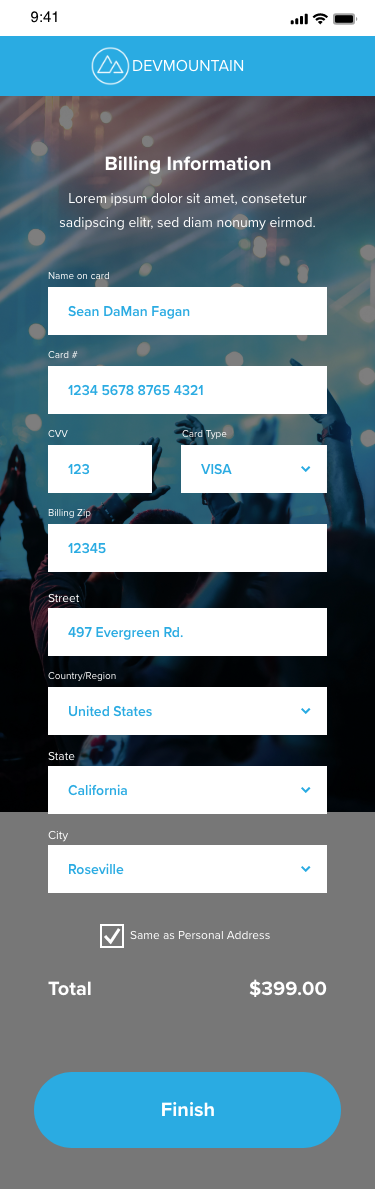 9:41
DEVMOUNTAIN
Billing Information
Lorem ipsum dolor sit amet, consetetur
sadipscing elitr, sed diam nonumy eirmod.
Name on card
Sean DaMan Fagan
Card #
1234 5678 8765 4321
CVV
Card Type
123
VISA
Billing Zip
12345
Street
497 Evergreen Rd.
Country/Region
United States
State
California
City
Roseville
Same as Personal Address
Total $399.00
Finish